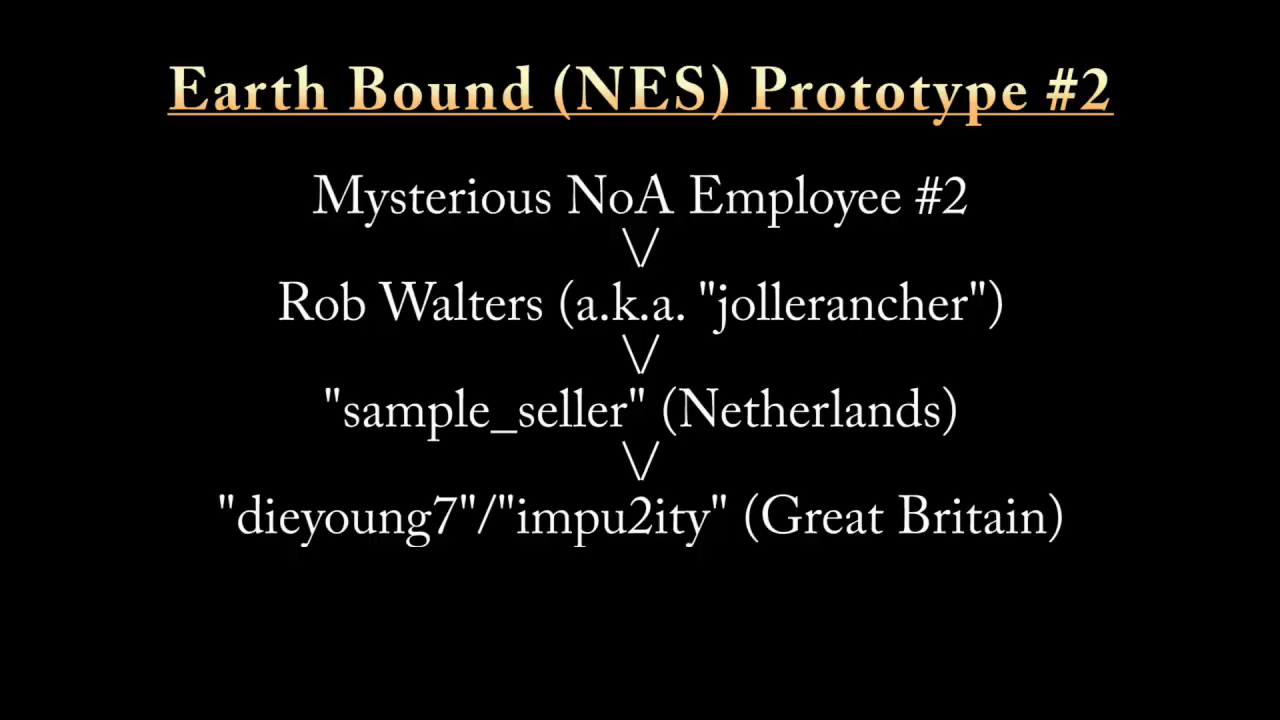 Earth Bound (NES) Prototype #2
Mysterious NoA Employee #2
\/
Rob Walters (a.k.a. "jollerancher")
\/
"sample_seller" (Netherlands)
\/
"dieyoung7"/"impu2ity" (Great Britain)